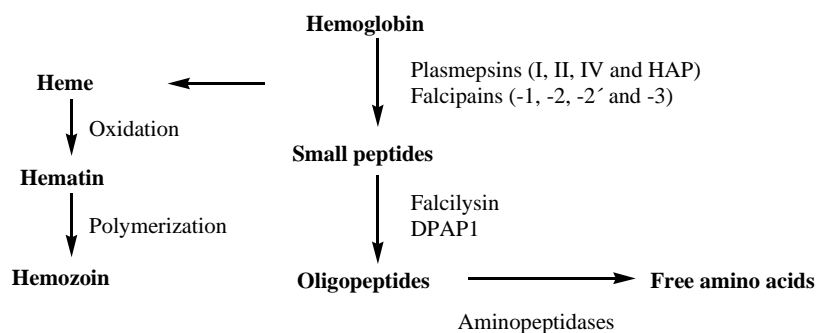 Hemoglobin
Plasmepsins (I, II, IV and HAP)
Falcipains (-1, -2, -2´ and -3)
Heme
Oxidation
Small peptides
Hematin
Falcilysin
DPAP1
Polymerization
Hemozoin
Oligopeptides
Free amino acids
Aminopeptidases